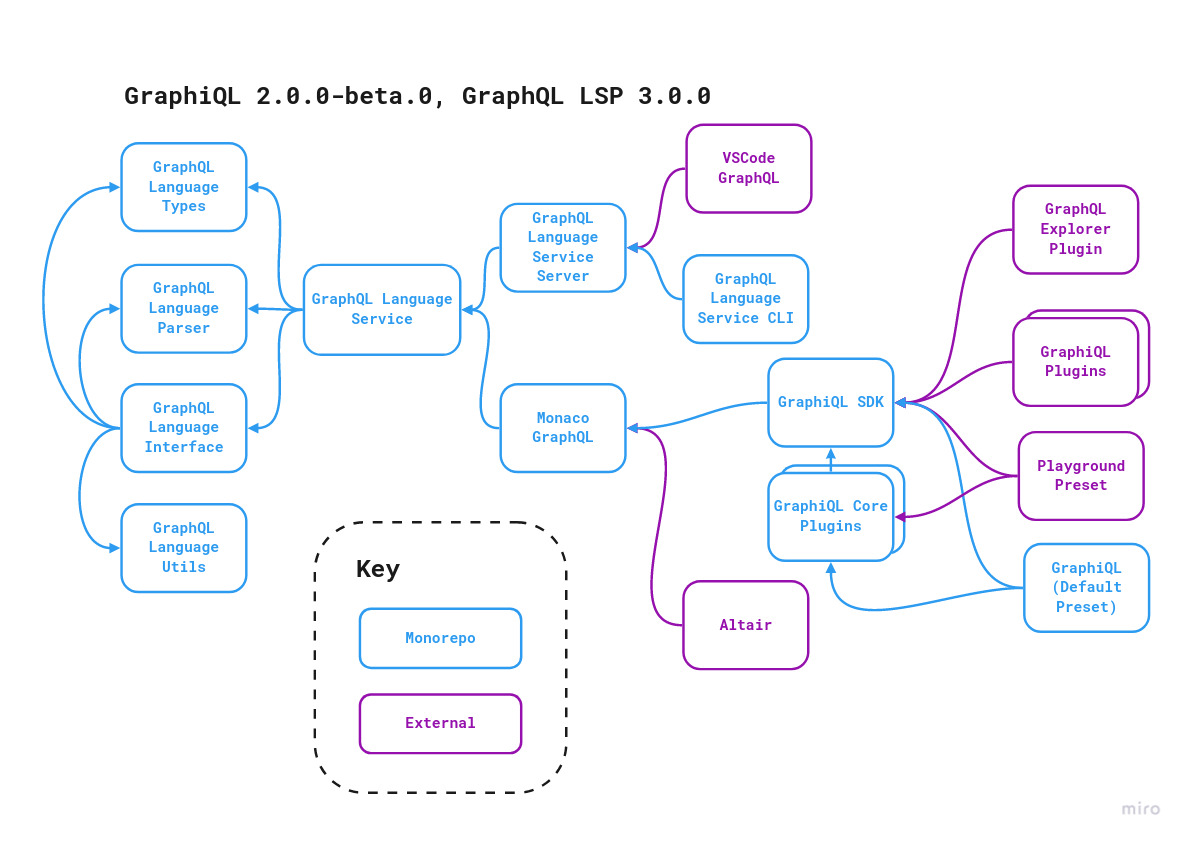 GraphiQL 2.0.0-beta.0, GraphQL LSP 3.0.0
GraphQL
Language
Types
GraphQL
Language
Parser
GraphQL
Language
Interface
GraphQL
Language
Utils
GraphQL Language
Service
GraphQL
Language
Service
Server
Monaco
GraphQL
VSCode
GraphQL
GraphQL
Language
Service CLI
GraphiQL SDK
GraphiQL Core
Plugins
Altair
GraphQL
Explorer
Plugin
GraphiQL
Plugins
Playground
Preset
GraphiQL
(Default
Preset)
Key
Monorepo
External
miro